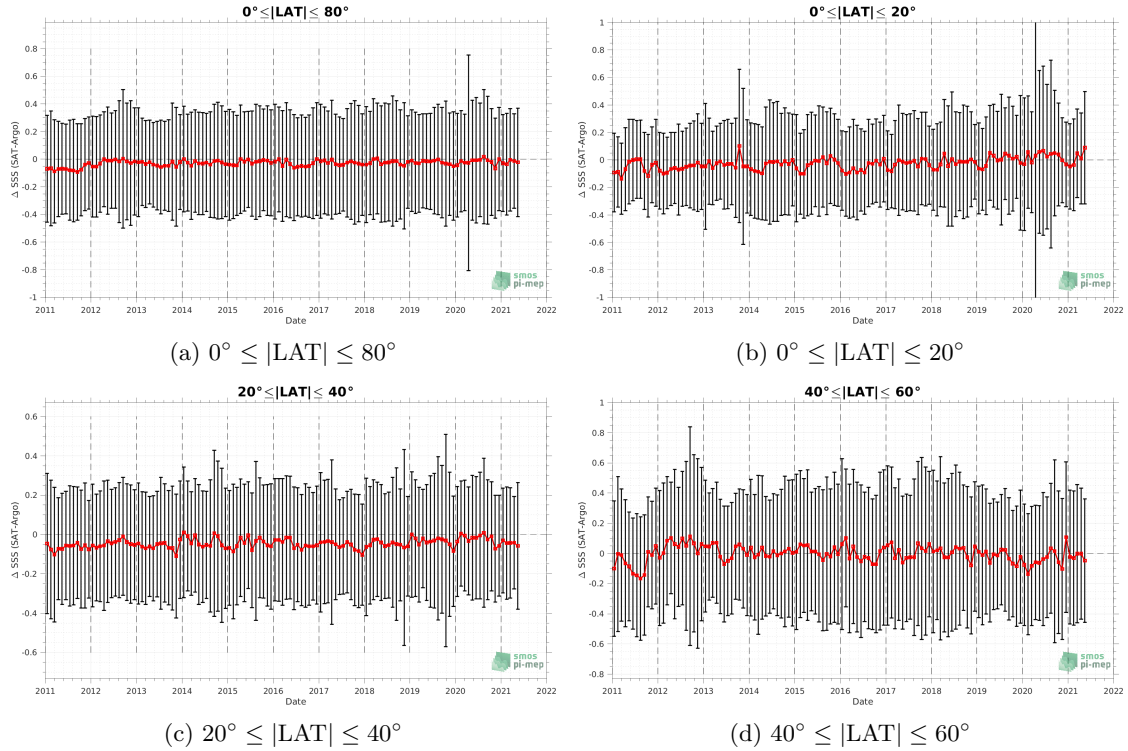 0°≤|LAT|≤ 80°
Δ SSS (SAT-Argo)
0.8
0.6
0.4
0.2
0
-0.2
-0.4
-0.6
-0.8
-1
2011 2012 2013 2014 2015 2016 2017 2018 2019 2020 2021 2022
Date
smos
pi-mep
(a) 0° ≤ |LAT| ≤ 80°
0°≤|LAT|≤ 20°
Δ SSS (SAT-Argo)
1
0.8
0.6
0.4
0.2
0
-0.2
-0.4
-0.6
-0.8
-1
2011 2012 2013 2014 2015 2016 2017 2018 2019 2020 2021 2022
Date
smos
pi-mep
(b) 0° ≤ |LAT| ≤ 20°
20°≤|LAT|≤ 40°
Δ SSS (SAT-Argo)
0.6
0.4
0.2
0
-0.2
-0.4
-0.6
2011 2012 2013 2014 2015 2016 2017 2018 2019 2020 2021 2022
Date
smos
pi-mep
(c) 20° ≤ |LAT| ≤ 40°
40°≤|LAT|≤ 60°
Δ SSS (SAT-Argo)
1
0.8
0.6
0.4
0.2
0
-0.2
-0.4
-0.6
-0.8
2011 2012 2013 2014 2015 2016 2017 2018 2019 2020 2021 2022
Date
smos
pi-mep
(d) 40° ≤ |LAT| ≤ 60°